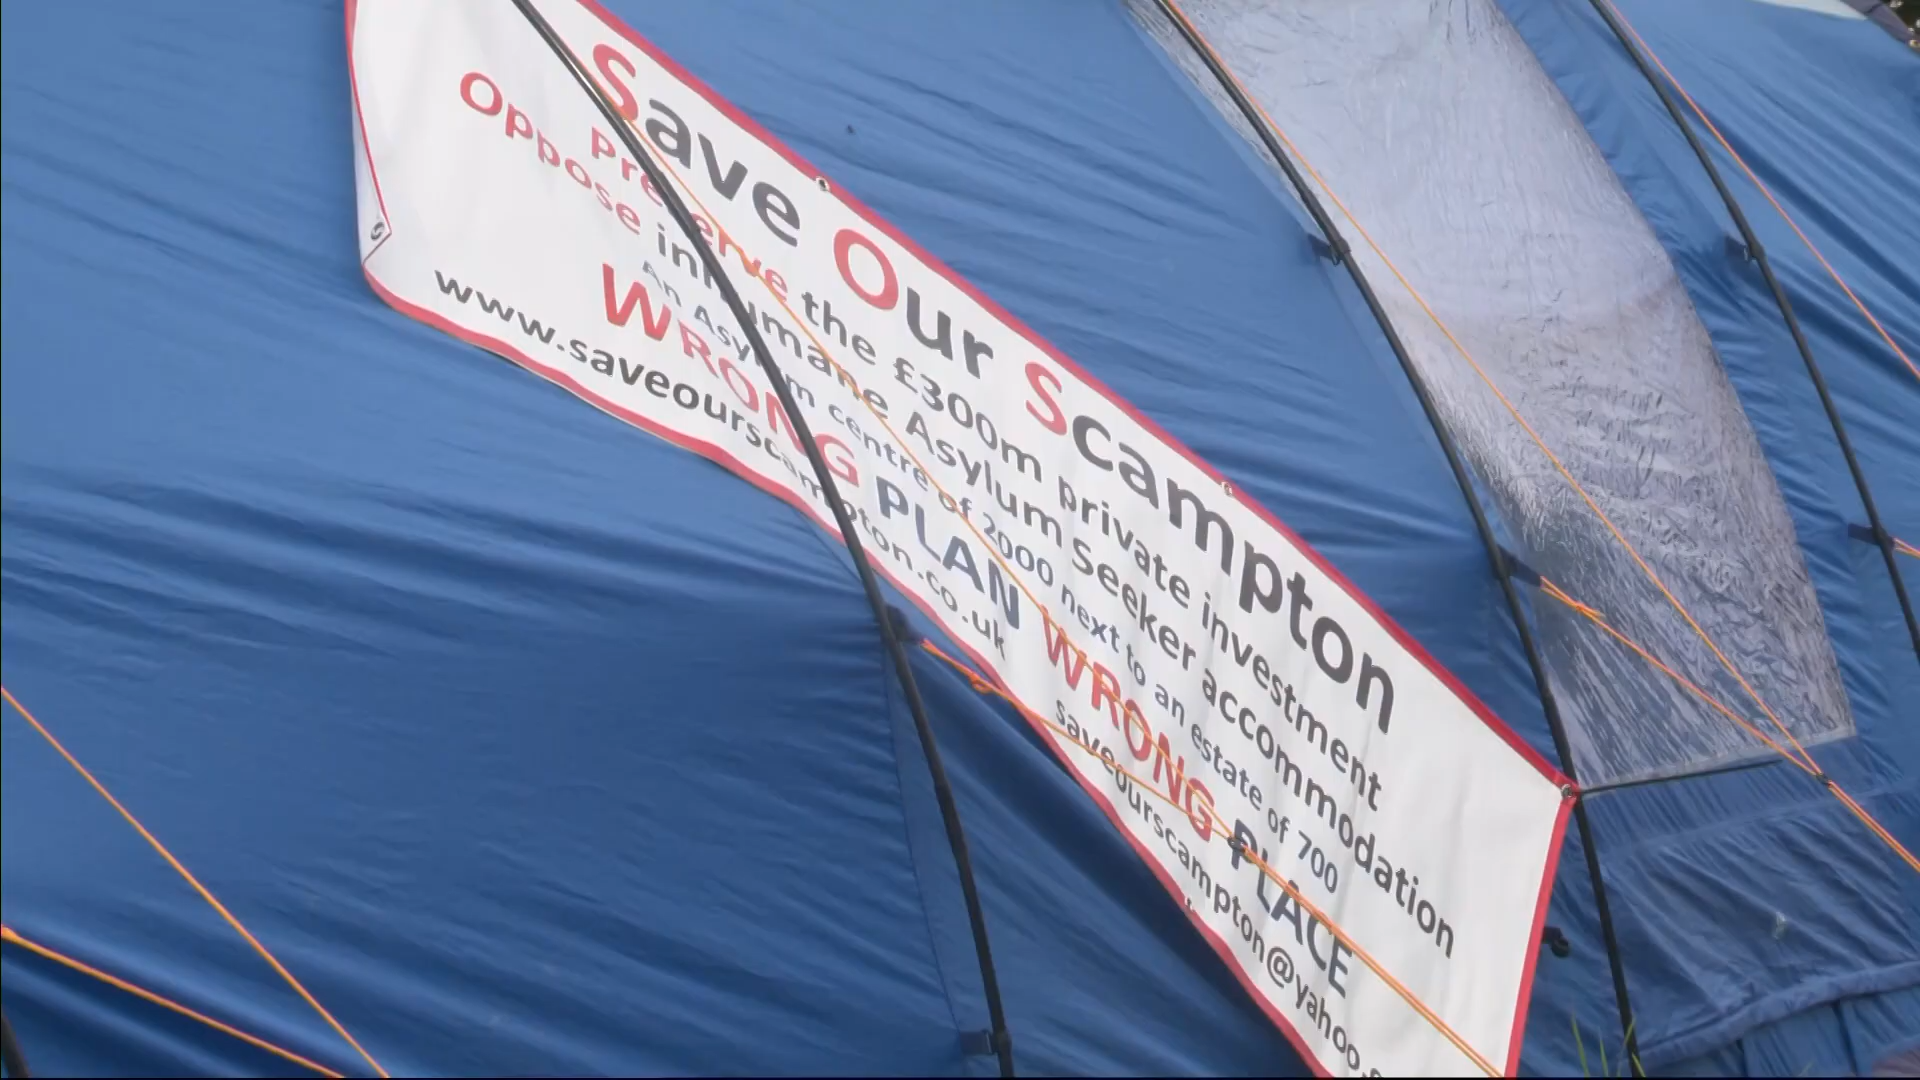 Save Our Scampton
Preserve the £300m private investment
Oppose inhumane Asylum Seeker accommodation
An Asylum centre of 2000 next to an estate of 700
WRONG PLAN WRONG PLACE
www.saveourscampton.co.uk saveourscampton@yahoo.